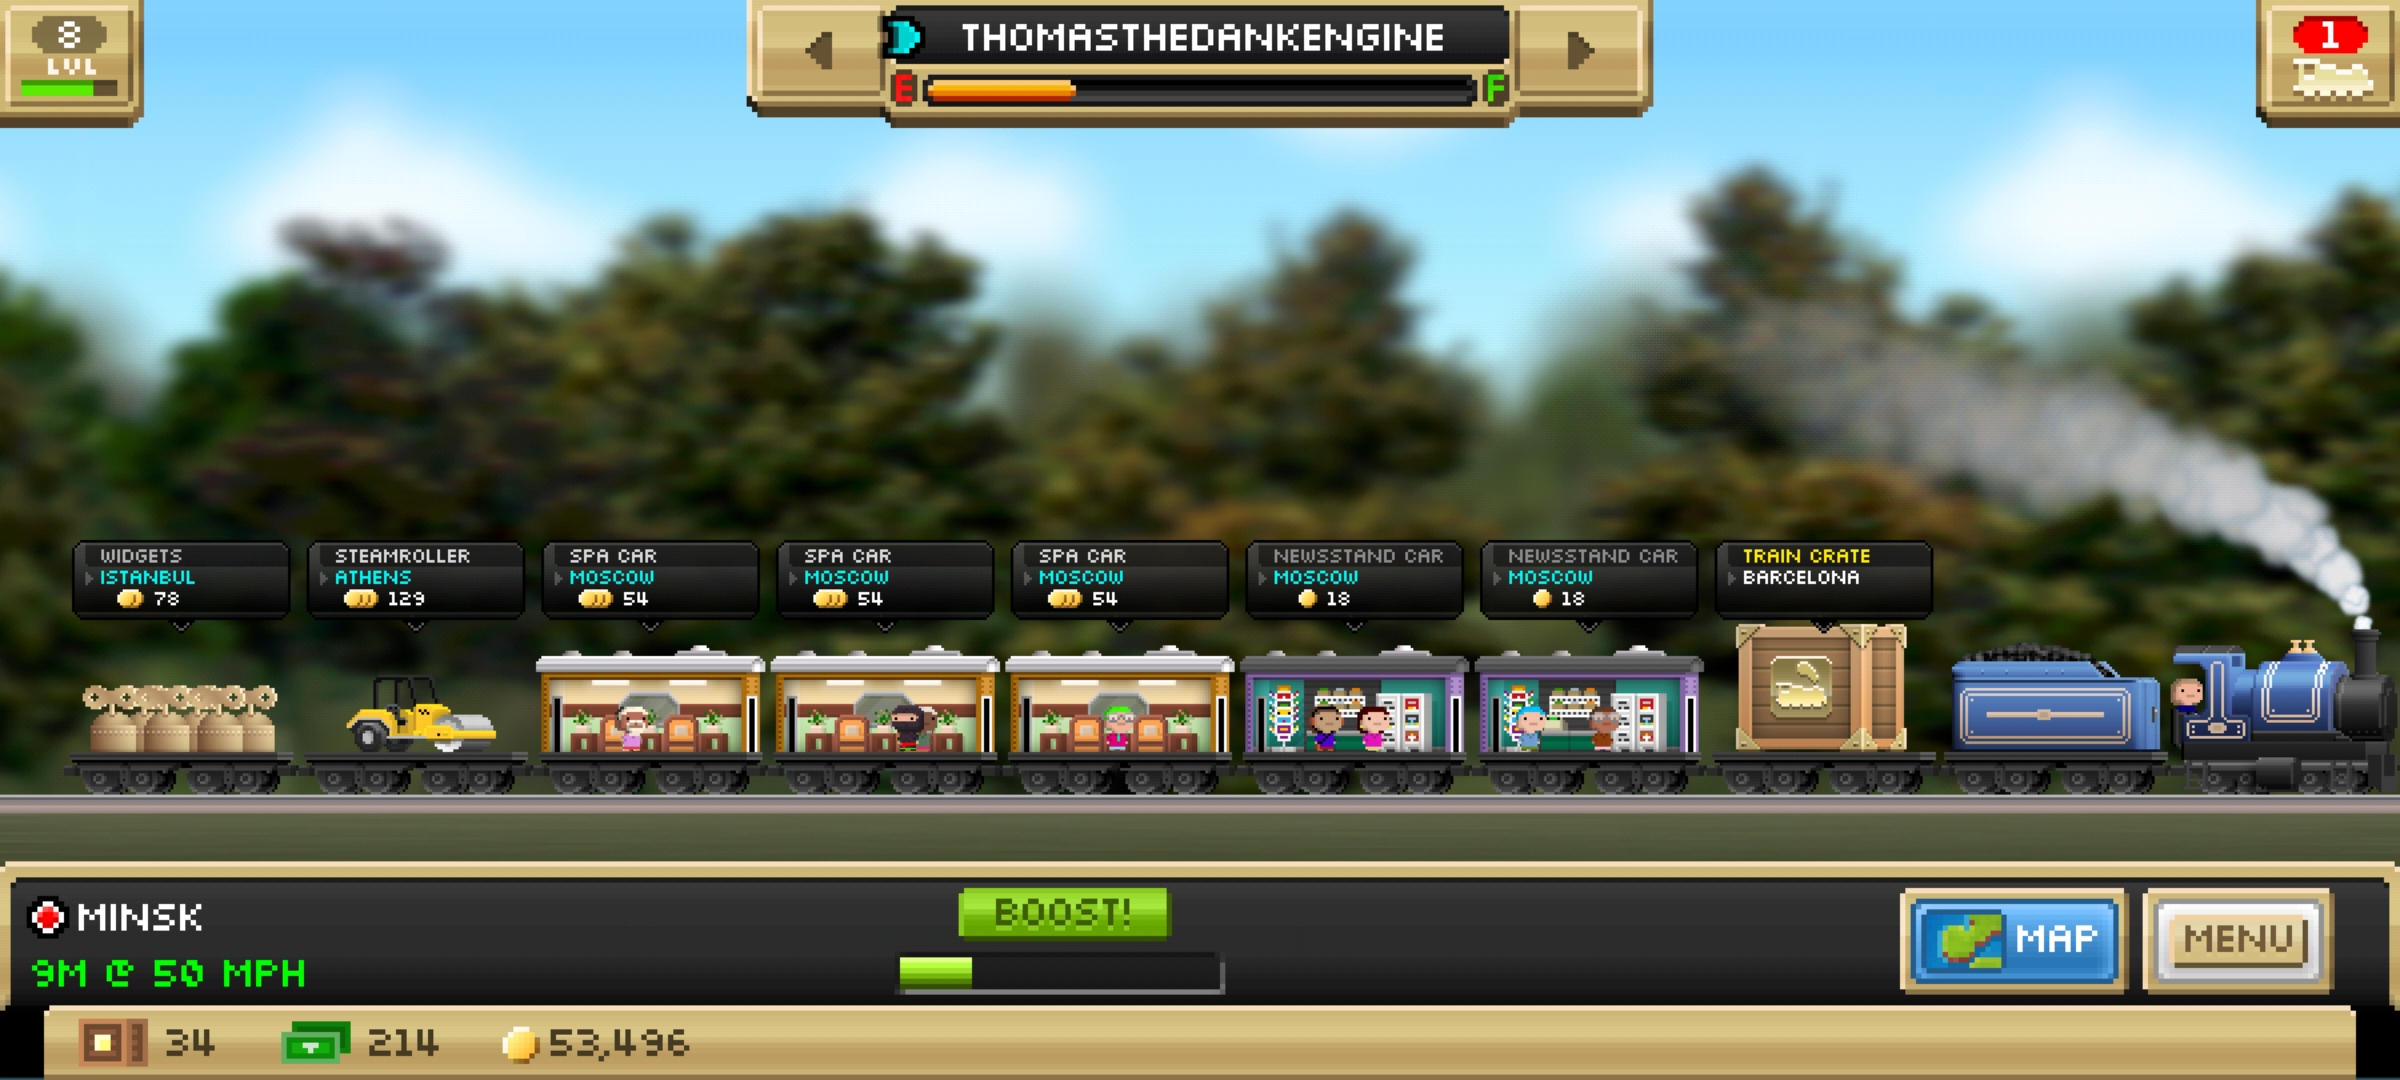 8
LVL
THOMASTHEDANKENGINE
E
F
1
WIDGETS
ISTANBUL
78
STEAMROLLER
ATHENS
129
SPA CAR
MOSCOW
54
SPA CAR
MOSCOW
54
SPA CAR
MOSCOW
54
NEWSSTAND CAR
MOSCOW
18
NEWSSTAND CAR
MOSCOW
18
TRAIN CRATE
BARCELONA
MINSK
9M @ 50 MPH
BOOST!
MAP
MENU
34
214
53,496